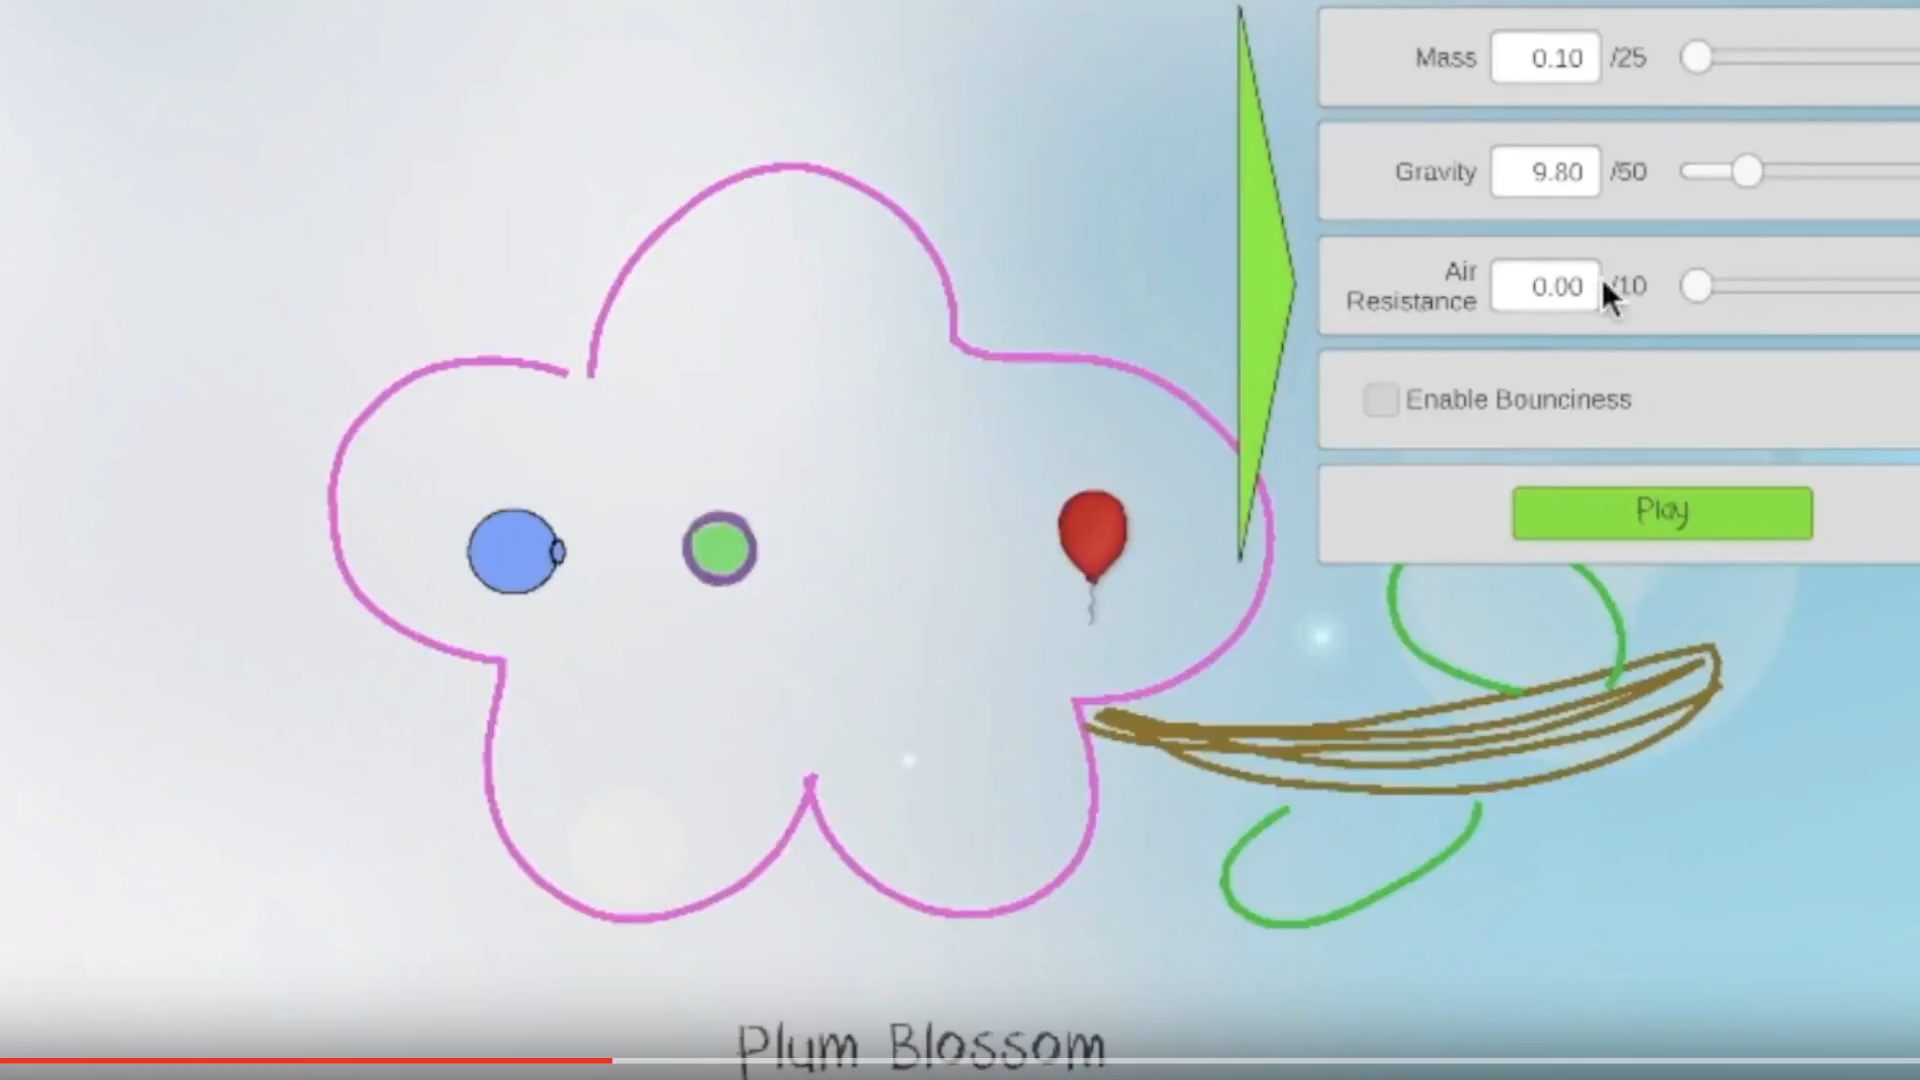 Mass 0.10 /25
Gravity 9.80 /50
Air
Resistance 0.00 /10
Enable Bounciness
Play
Plum Blossom